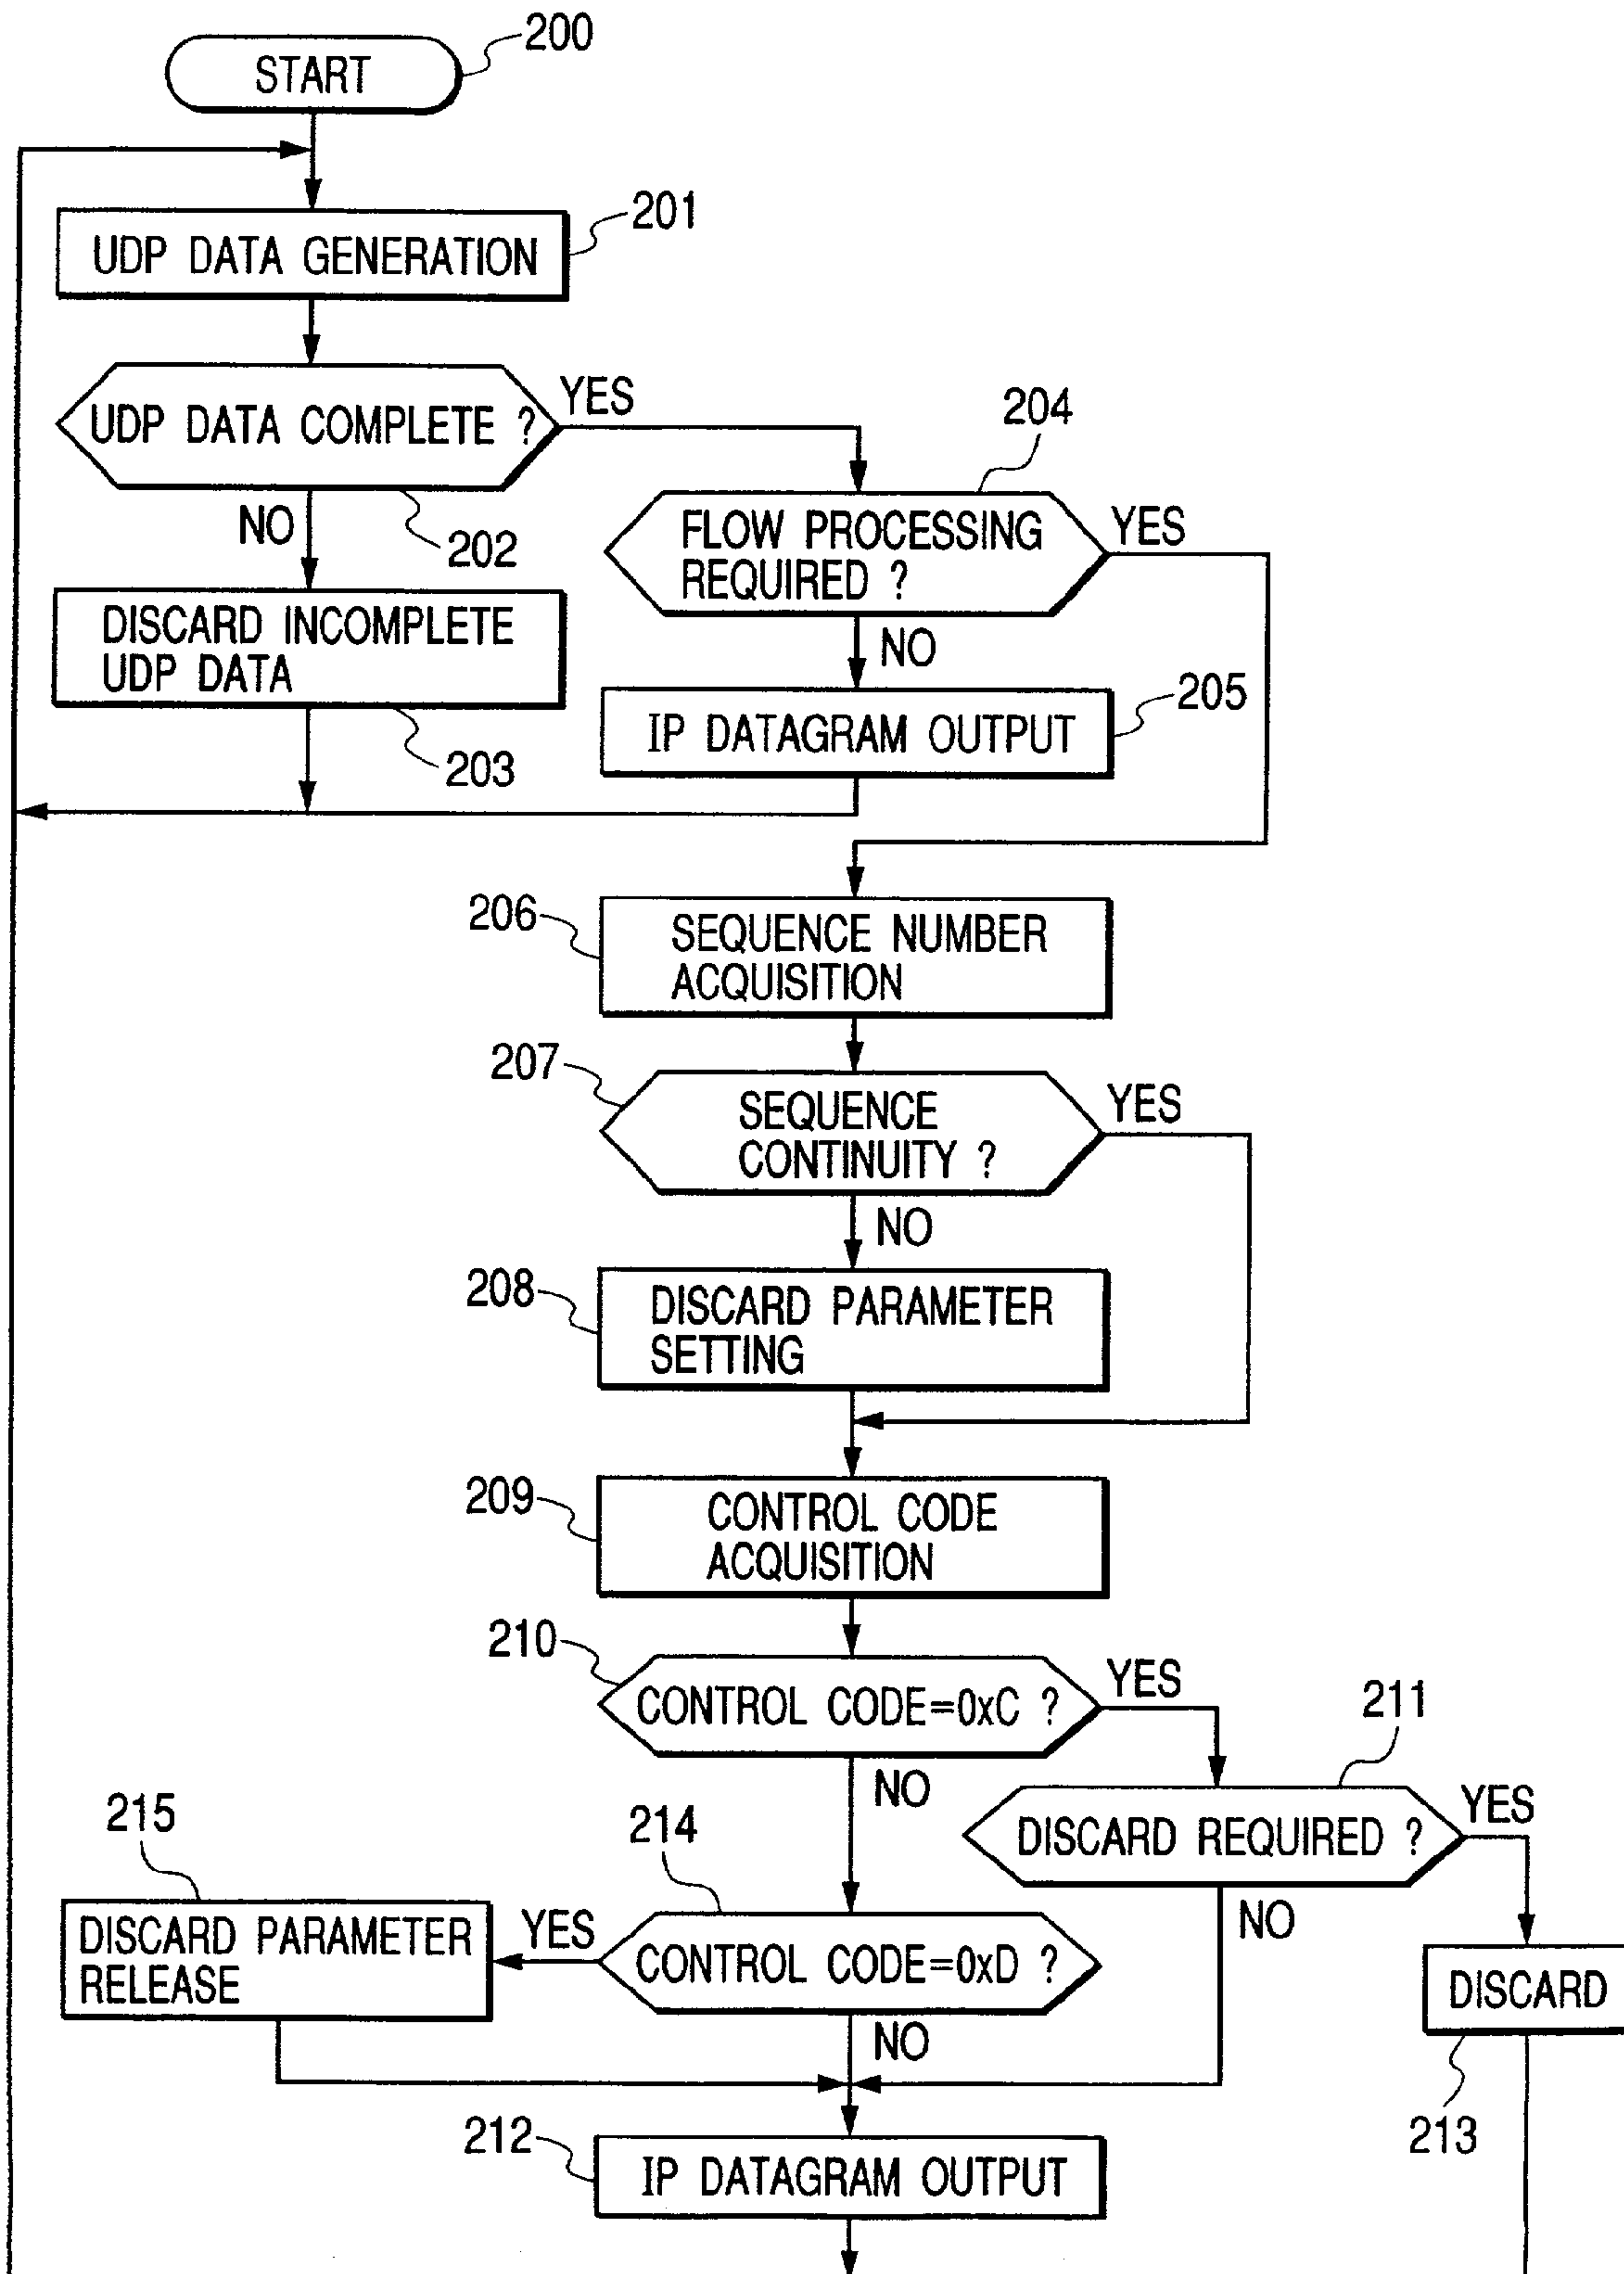 START
200
UDP DATA GENERATION
201
UDP DATA COMPLETE ?
YES
NO
202
204
FLOW PROCESSING
REQUIRED ?
YES
NO
DISCARD INCOMPLETE
UDP DATA
203
IP DATAGRAM OUTPUT
205
206
SEQUENCE NUMBER
ACQUISITION
207
SEQUENCE
CONTINUITY ?
YES
NO
208
DISCARD PARAMETER
SETTING
209
CONTROL CODE
ACQUISITION
210
CONTROL CODE=0xC ?
YES
NO
211
DISCARD REQUIRED ?
YES
NO
214
CONTROL CODE=0xD ?
YES
NO
215
DISCARD PARAMETER
RELEASE
DISCARD
213
212
IP DATAGRAM OUTPUT